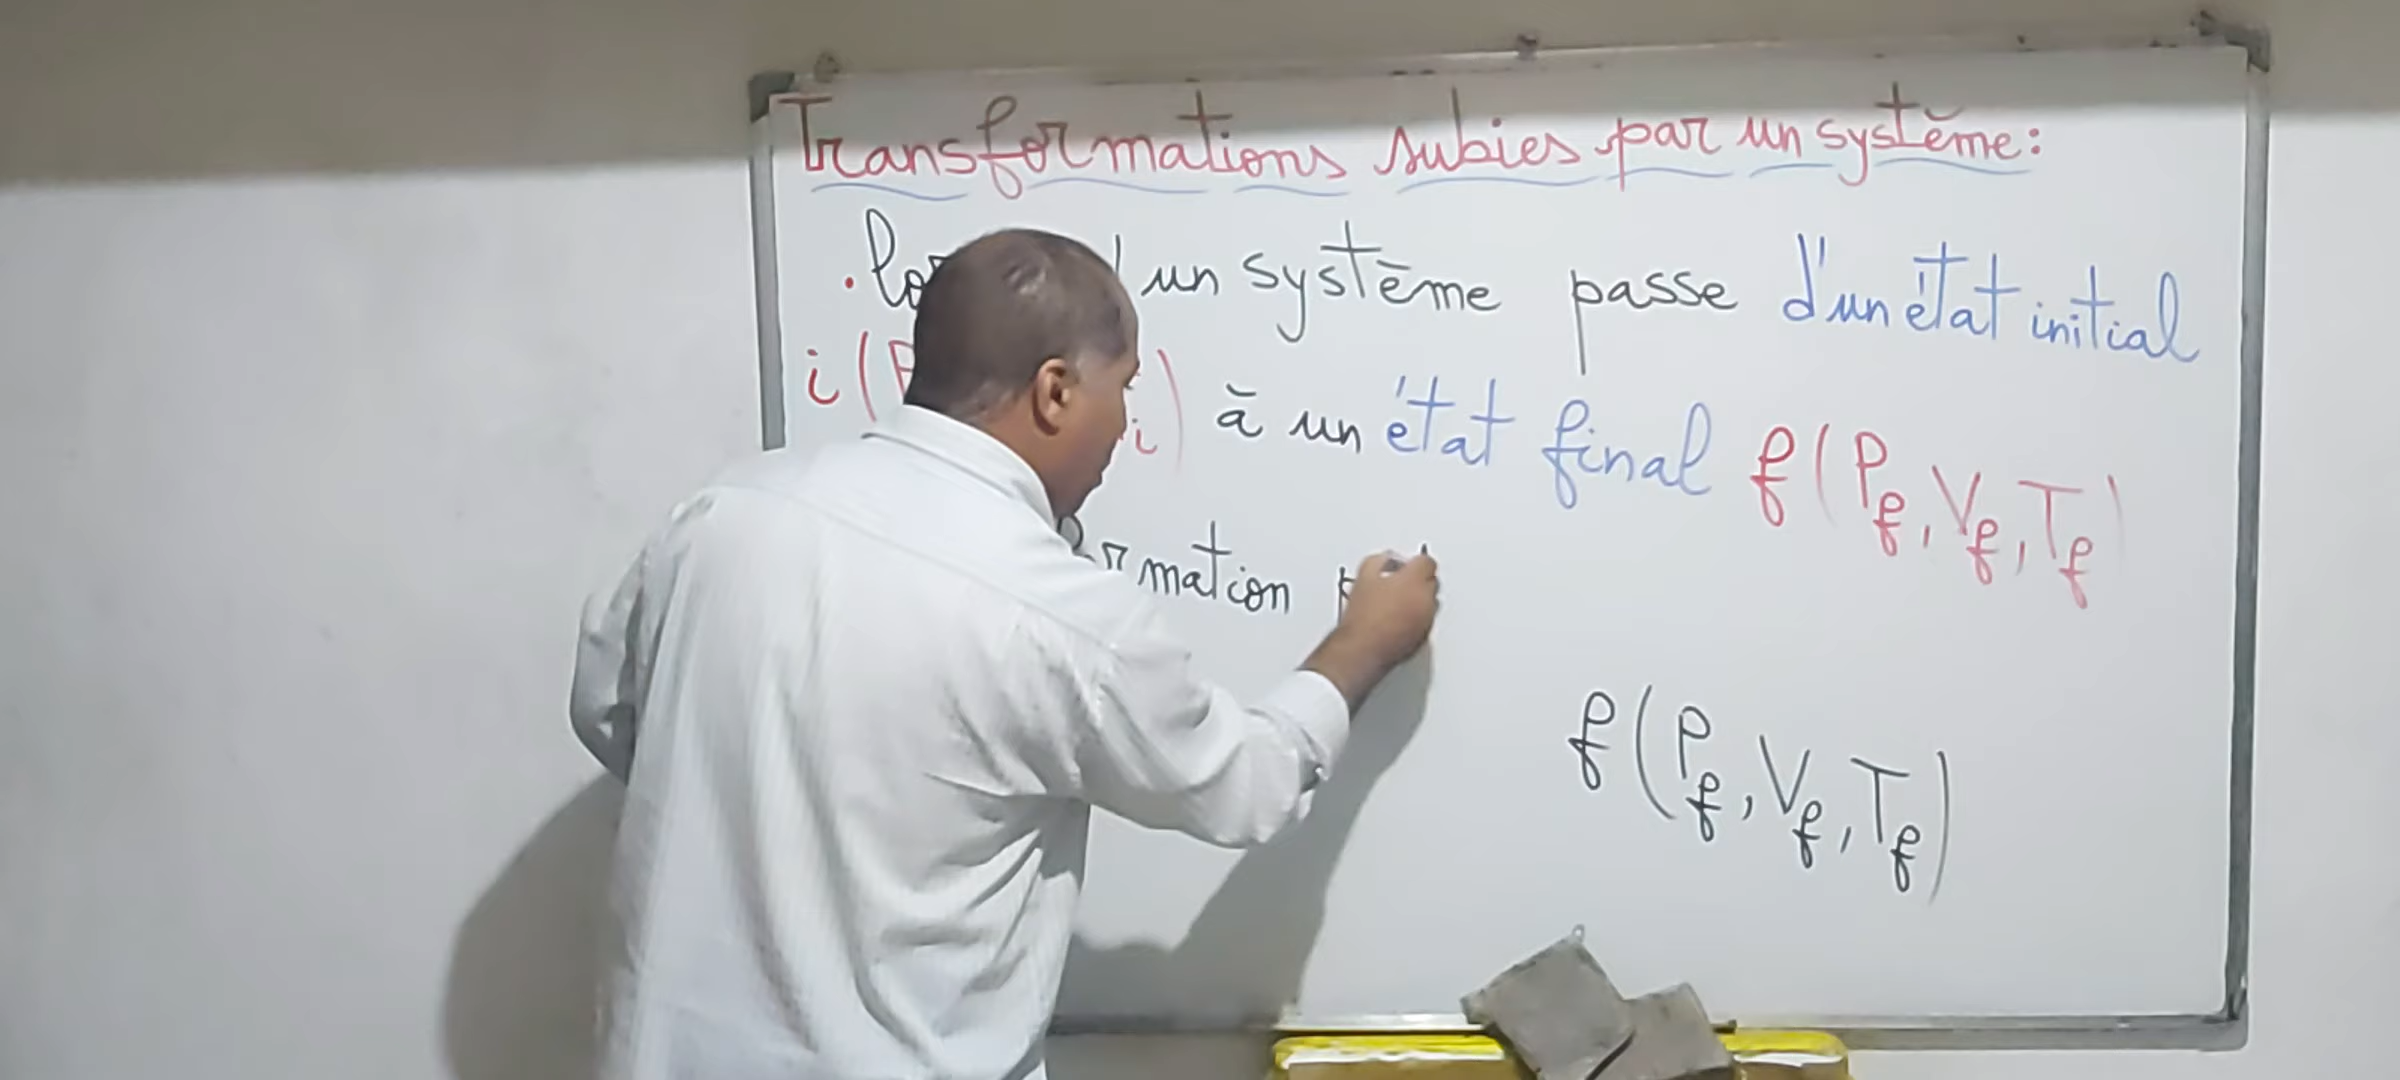 Transformations subies par un système:
. un système passe d'un état initial
i ( i) à un état final f(Pf, Vf, Tf)
rmation
f(Pf, Vf, Tf)